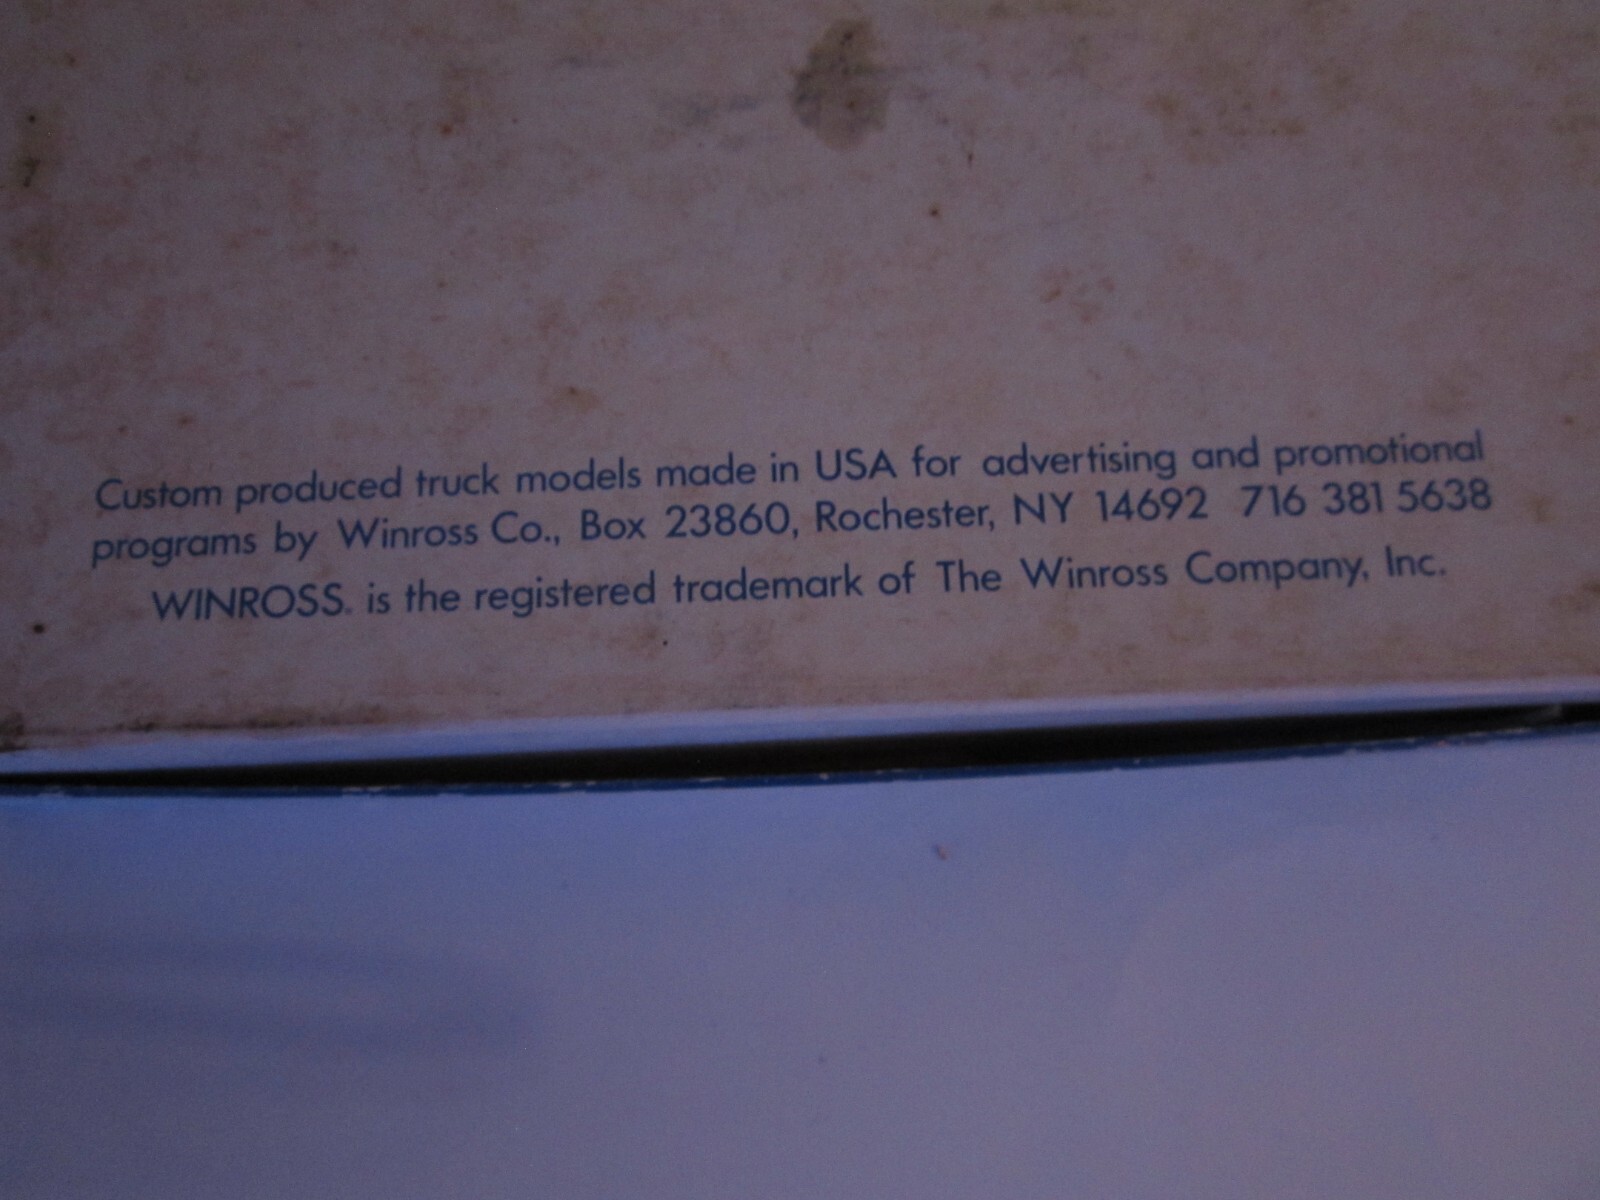 Custom produced truck models made in USA for advertising and promotional
programs by Winross Co., Box 23860, Rochester, NY 14692 716 381 5638
WINROSS® is the registered trademark of The Winross Company, Inc.